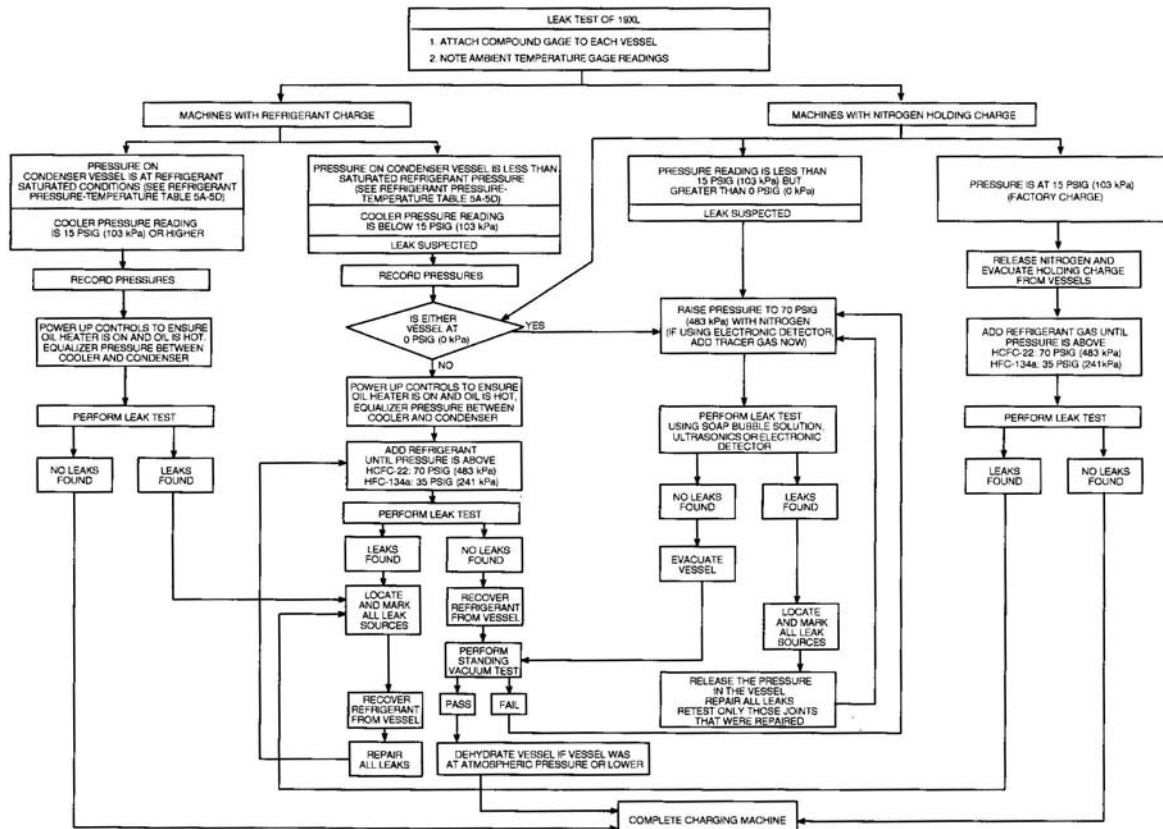 LEAK TEST OF 19XL
1. ATTACH COMPOUND GAGE TO EACH VESSEL
2. NOTE AMBIENT TEMPERATURE GAGE READINGS
MACHINES WITH REFRIGERANT CHARGE
MACHINES WITH NITROGEN HOLDING CHARGE
PRESSURE ON
CONDENSER VESSEL IS AT REFRIGERANT
SATURATED CONDITIONS (SEE REFRIGERANT
PRESSURE-TEMPERATURE TABLE 5A-5D)
COOLER PRESSURE READING
IS 15 PSIG (103 kPa) OR HIGHER
RECORD PRESSURES
POWER UP CONTROLS TO ENSURE
OIL HEATER IS ON AND OIL IS HOT.
EQUALIZER PRESSURE BETWEEN
COOLER AND CONDENSER
PERFORM LEAK TEST
NO LEAKS
FOUND
LEAKS
FOUND
PRESSURE ON CONDENSER VESSEL IS LESS THAN
SATURATED REFRIGERANT PRESSURE
(SEE REFRIGERANT PRESSURE-
TEMPERATURE TABLE 5A-5D)
COOLER PRESSURE READING
IS BELOW 15 PSIG (103 kPa)
LEAK SUSPECTED
RECORD PRESSURES
IS EITHER
VESSEL AT
0 PSIG (0 kPa)
YES
NO
POWER UP CONTROLS TO ENSURE
OIL HEATER IS ON AND OIL IS HOT,
EQUALIZER PRESSURE BETWEEN
COOLER AND CONDENSER
ADD REFRIGERANT
UNTIL PRESSURE IS ABOVE
HCFC-22: 70 PSIG (483 kPa)
HFC-134a: 35 PSIG (241 kPa)
PERFORM LEAK TEST
LEAKS
FOUND
NO LEAKS
FOUND
LOCATE
AND MARK
ALL LEAK
SOURCES
RECOVER
REFRIGERANT
FROM VESSEL
REPAIR
ALL LEAKS
RECOVER
REFRIGERANT
FROM VESSEL
PERFORM
STANDING
VACUUM TEST
PASS
FAIL
DEHYDRATE VESSEL IF VESSEL WAS
AT ATMOSPHERIC PRESSURE OR LOWER
PRESSURE READING IS LESS THAN
15 PSIG (103 kPa) BUT
GREATER THAN 0 PSIG (0 kPa)
LEAK SUSPECTED
RAISE PRESSURE TO 70 PSIG
(483 kPa) WITH NITROGEN
(IF USING ELECTRONIC DETECTOR,
ADD TRACER GAS NOW)
PERFORM LEAK TEST
USING SOAP BUBBLE SOLUTION,
ULTRASONICS OR ELECTRONIC
DETECTOR
NO LEAKS
FOUND
LEAKS
FOUND
EVACUATE
VESSEL
LOCATE
AND MARK
ALL LEAK
SOURCES
RELEASE THE PRESSURE
IN THE VESSEL
REPAIR ALL LEAKS
RETEST ONLY THOSE JOINTS
THAT WERE REPAIRED
PRESSURE IS AT 15 PSIG (103 kPa)
(FACTORY CHARGE)
RELEASE NITROGEN AND
EVACUATE HOLDING CHARGE
FROM VESSELS
ADD REFRIGERANT GAS UNTIL
PRESSURE IS ABOVE
HCFC-22: 70 PSIG (483 kPa)
HFC-134a: 35 PSIG (241kPa)
PERFORM LEAK TEST
LEAKS
FOUND
NO LEAKS
FOUND
COMPLETE CHARGING MACHINE